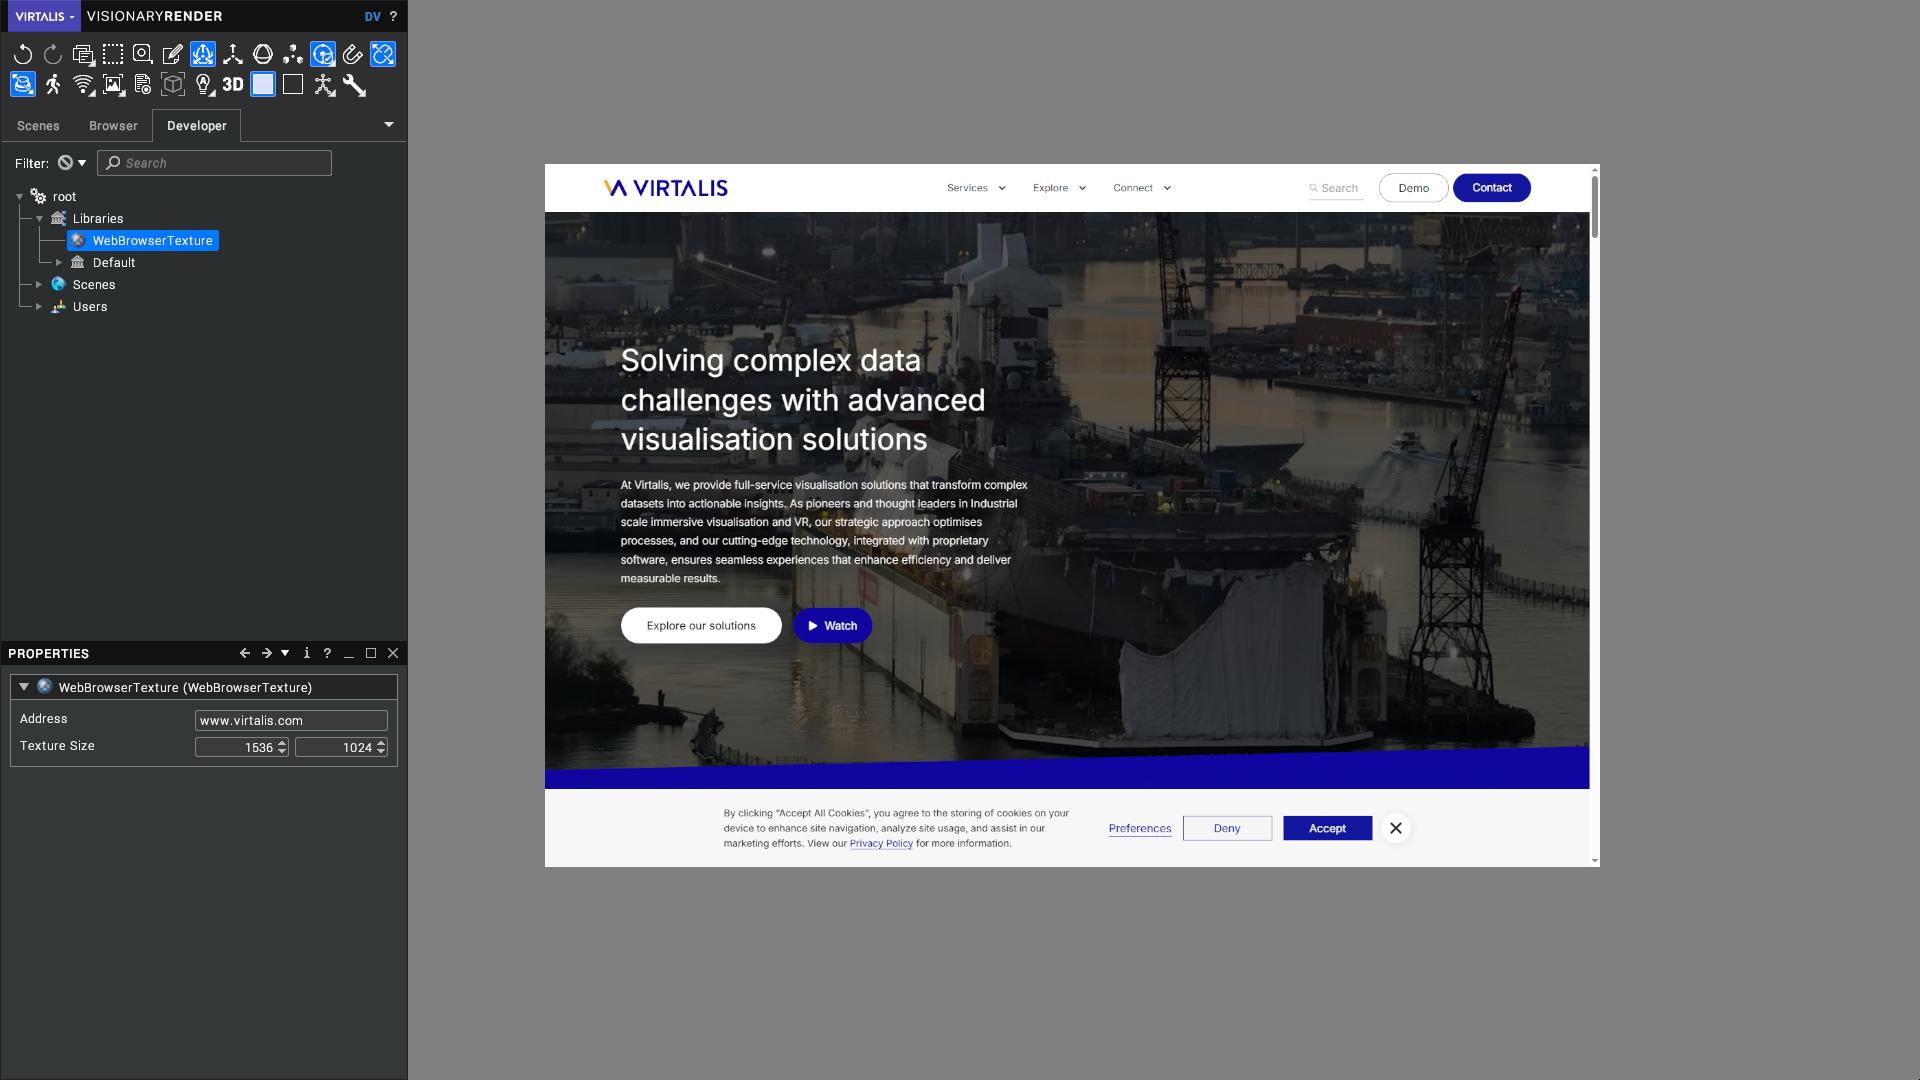 VIRTALIS VISIONARYRENDER DV ?
3D
Scenes Browser Developer
Filter: Search
root
Libraries
WebBrowserTexture
Default
Scenes
Users
PROPERTIES i ?
WebBrowserTexture (WebBrowserTexture)
Address www.virtalis.com
Texture Size 1536 1024
VIRTALIS Services Explore Connect Search Demo Contact
Solving complex data
challenges with advanced
visualisation solutions
At Virtalis, we provide full-service visualisation solutions that transform complex
datasets into actionable insights. As pioneers and thought leaders in Industrial
scale immersive visualisation and VR, our strategic approach optimises
processes, and our cutting-edge technology, integrated with proprietary
software, ensures seamless experiences that enhance efficiency and deliver
measurable results.
Explore our solutions Watch
By clicking “Accept All Cookies”, you agree to the storing of cookies on your
device to enhance site navigation, analyze site usage, and assist in our
marketing efforts. View our Privacy Policy for more information.
Preferences Deny Accept